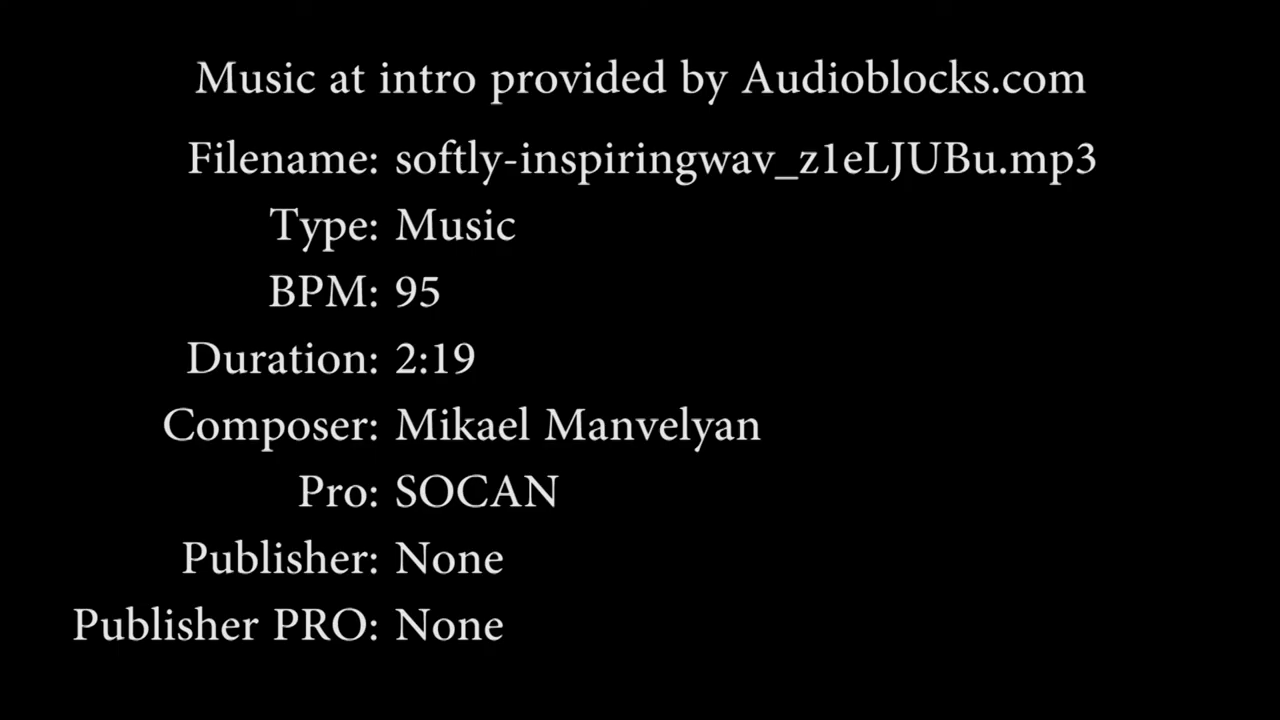 Music at intro provided by Audioblocks.com
Filename: softly-inspiringwav_z1eLJUBu.mp3
Type: Music
BPM: 95
Duration: 2:19
Composer: Mikael Manvelyan
Pro: SOCAN
Publisher: None
Publisher PRO: None